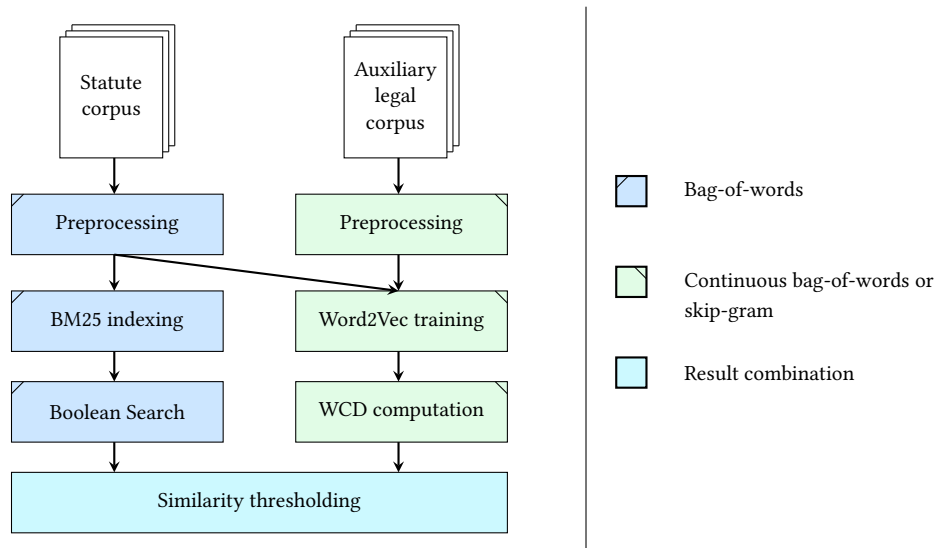 Statute
corpus
Auxiliary
legal
corpus
Preprocessing
Preprocessing
BM25 indexing
Word2Vec training
Boolean Search
WCD computation
Similarity thresholding
Bag-of-words
Continuous bag-of-words or
skip-gram
Result combination